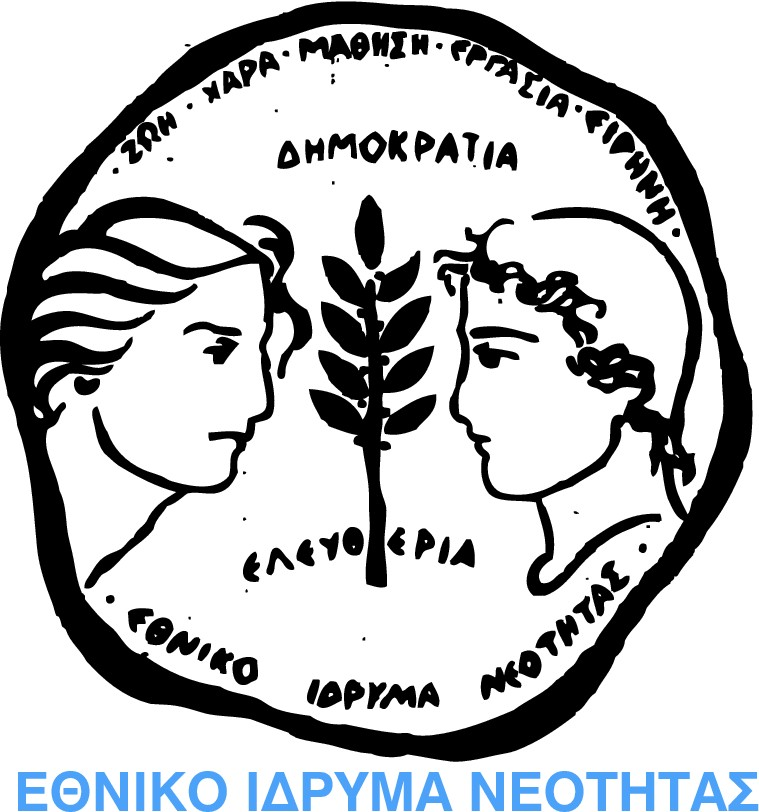 · ΖΩΗ · ΧΑΡΑ · ΜΑΘΗΣΗ · ΕΡΓΑΣΙΑ · ΕΙΡΗΝΗ ·
ΔΗΜΟΚΡΑΤΙΑ
ΕΛΕΥΘΕΡΙΑ
· ΕΘΝΙΚΟ ΙΔΡΥΜΑ ΝΕΟΤΗΤΑΣ ·
ΕΘΝΙΚΟ ΙΔΡΥΜΑ ΝΕΟΤΗΤΑΣ